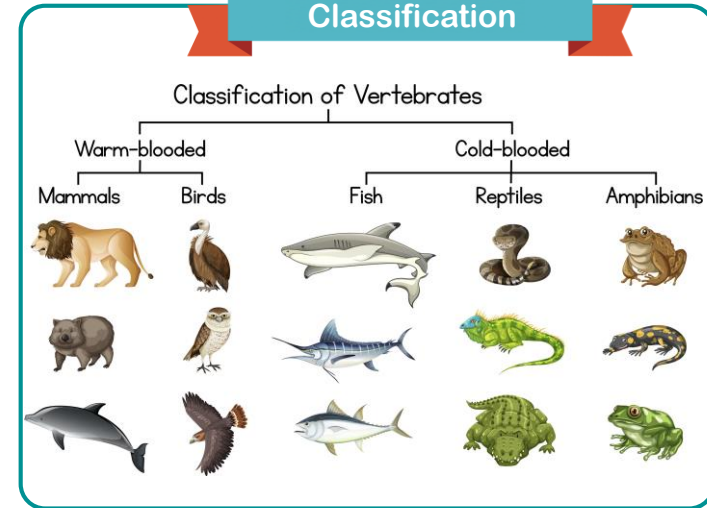 Classification
Classification of Vertebrates
Warm-blooded
Cold-blooded
Mammals
Birds
Fish
Reptiles
Amphibians